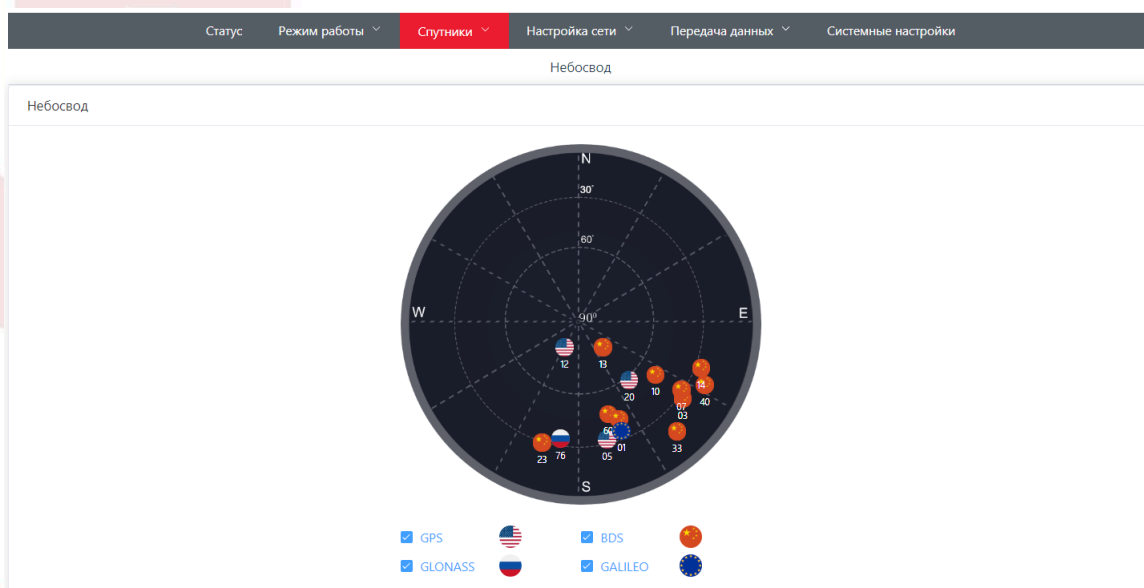 Статус Режим работы Спутники Настройка сети Передача данных Системные настройки
Небосвод
Небосвод
N
30°
60°
W 90° E
12 13
14
20 10 40
07
03
01
23 76 05 33
S
GPS BDS
GLONASS GALILEO